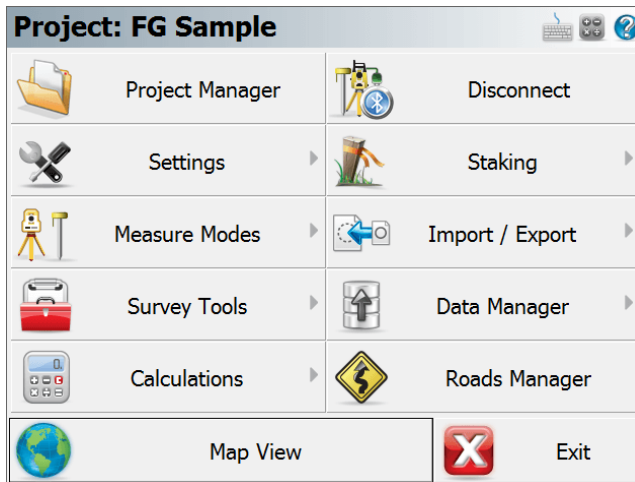 Project: FG Sample
Project Manager
Disconnect
Settings
Staking
Measure Modes
Import / Export
Survey Tools
Data Manager
Calculations
Roads Manager
Map View
Exit